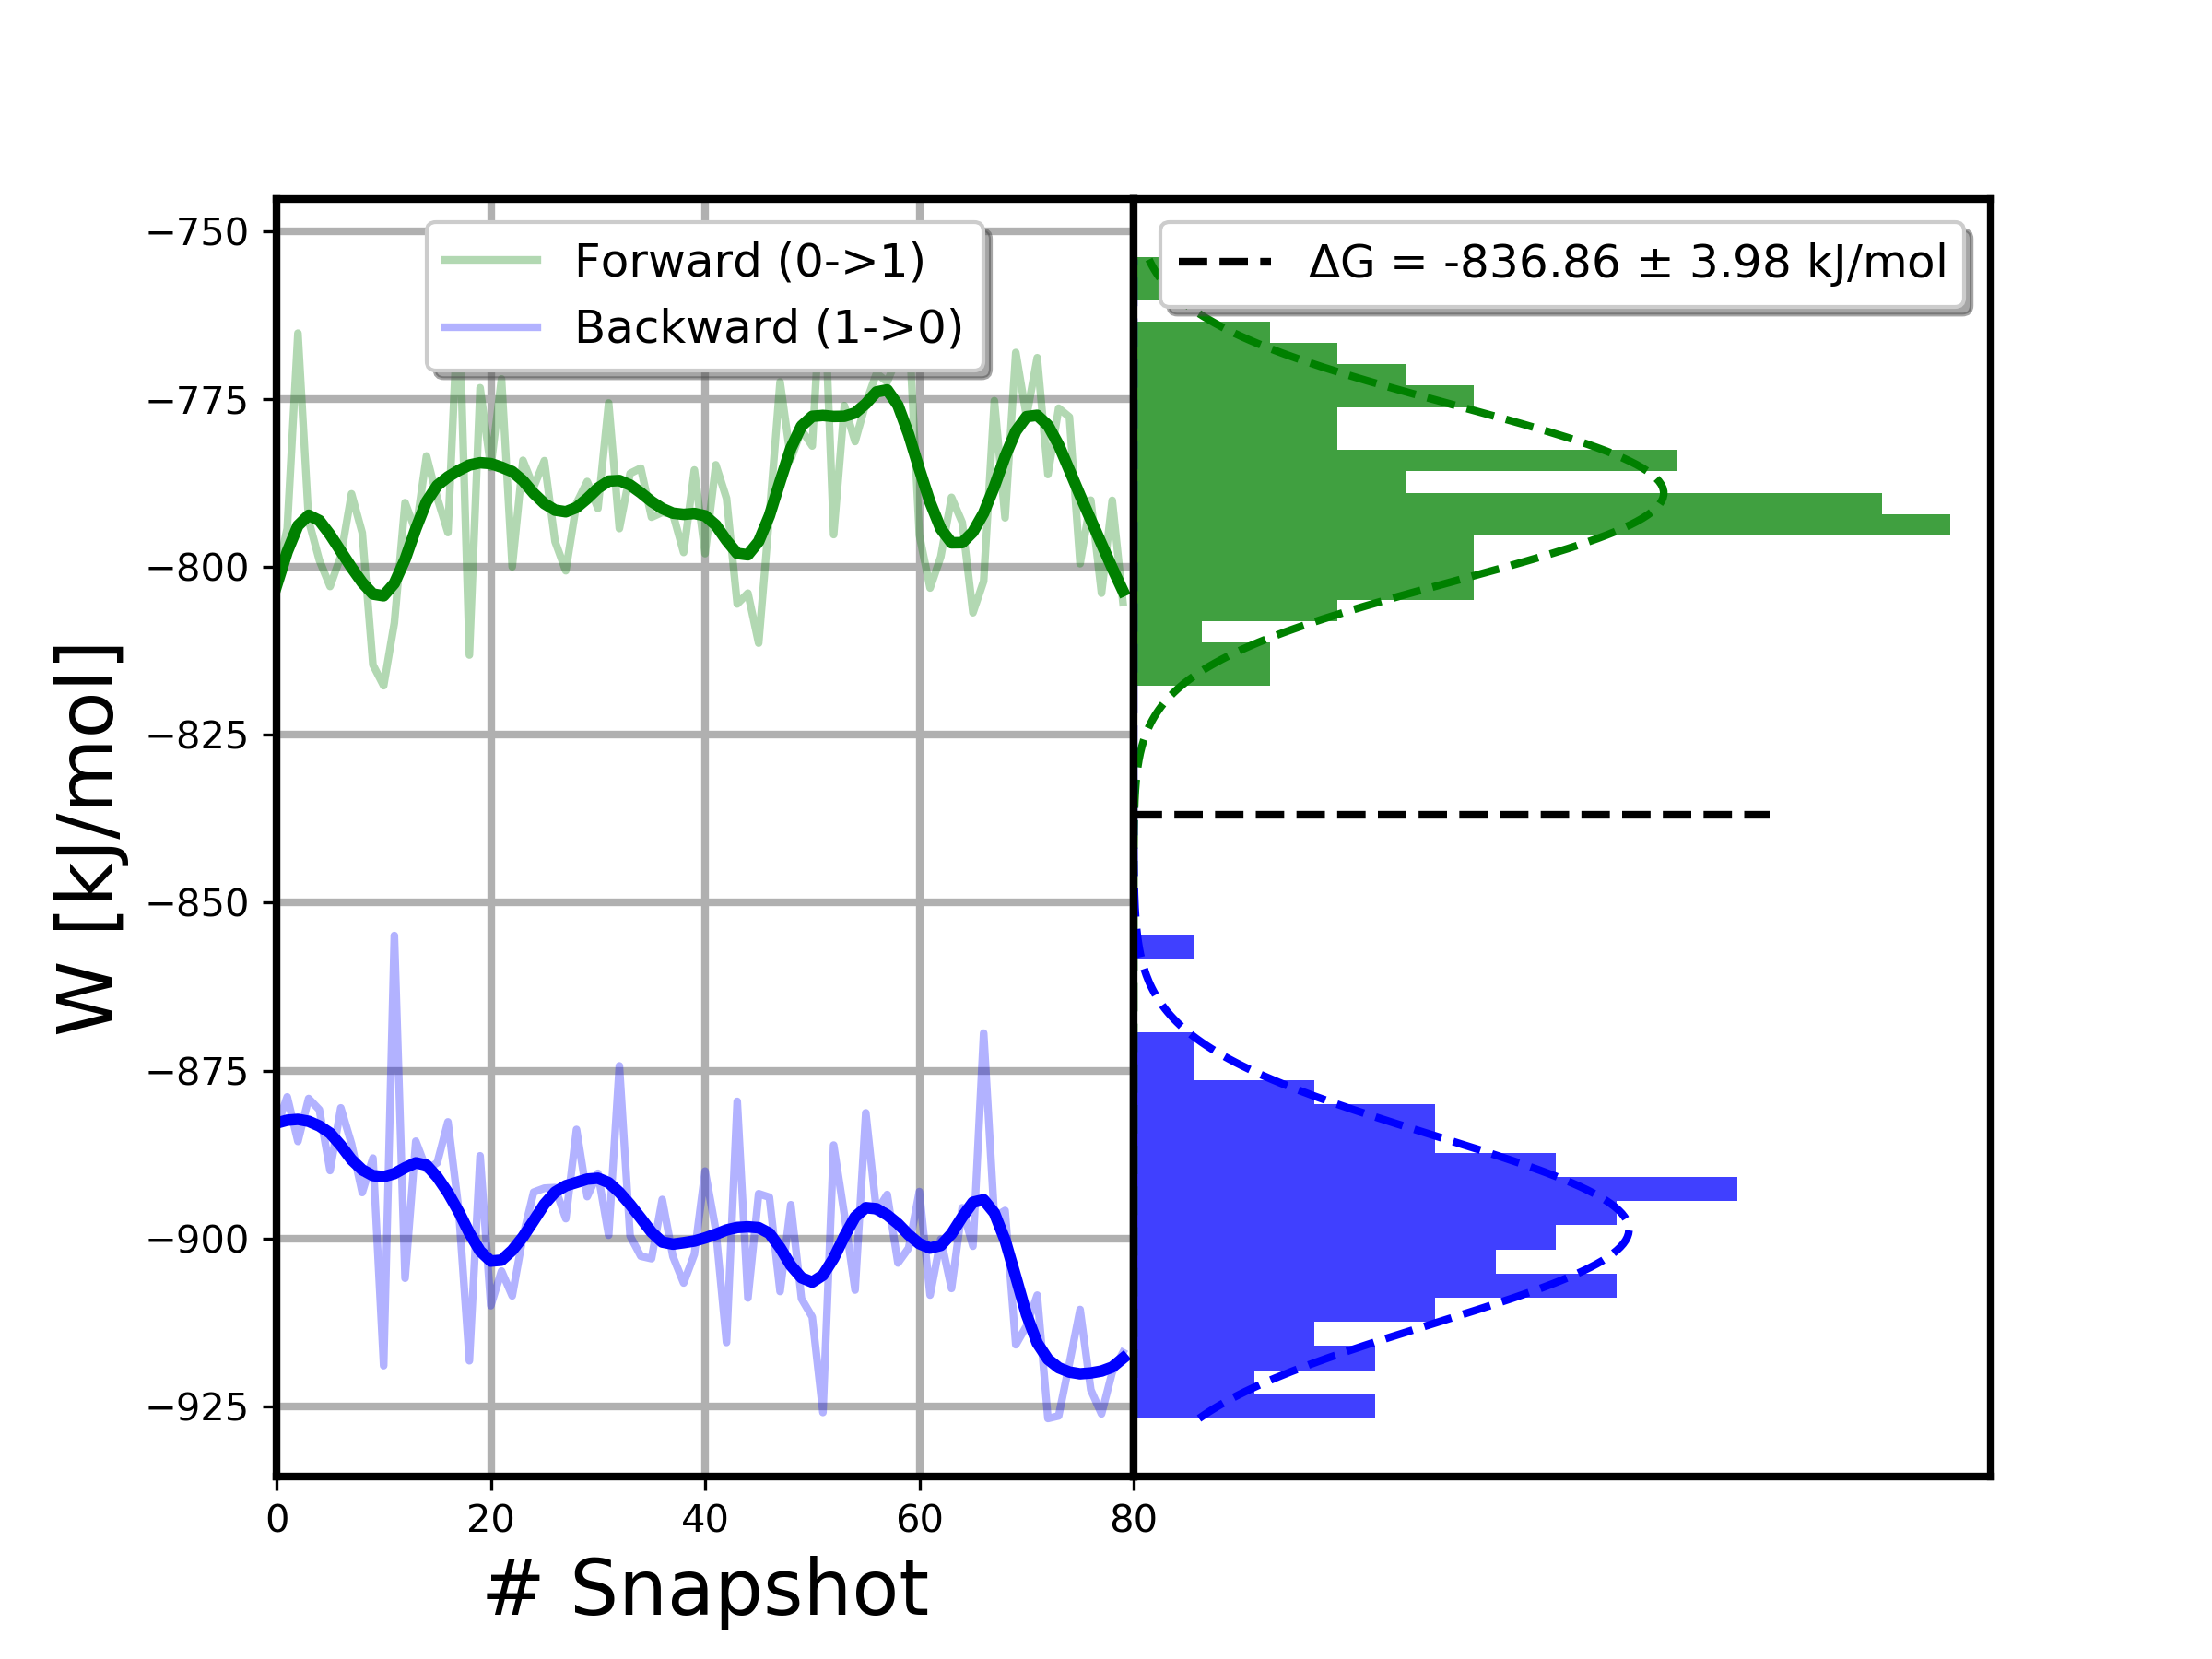 Forward (0->1)
Backward (1->0)
ΔG = -836.86 ± 3.98 kJ/mol
W [kJ/mol]
−750
−775
−800
−825
−850
−875
−900
−925
0 20 40 60 80
# Snapshot